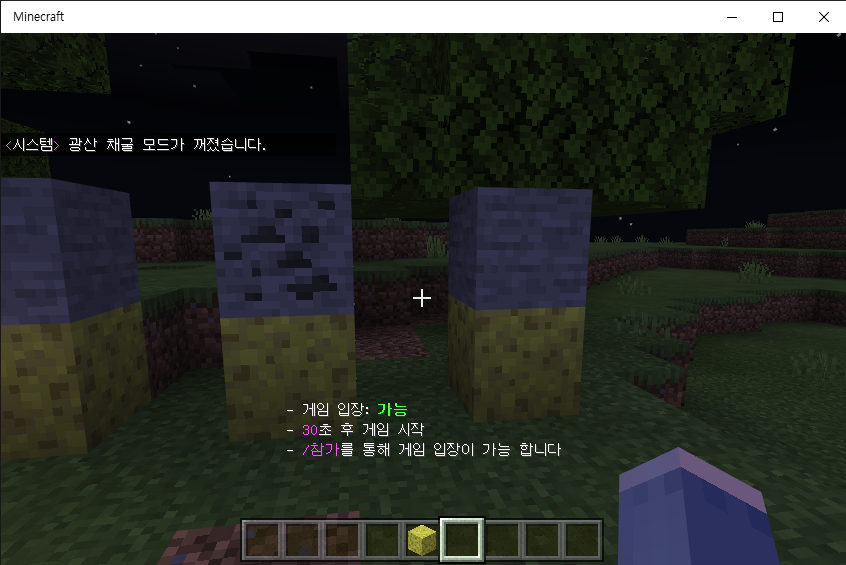 Minecraft
<시스템> 광산 채굴 모드가 꺼졌습니다.
- 게임 입장: 가능
- 30초 후 게임 시작
- /참가를 통해 게임 입장이 가능 합니다